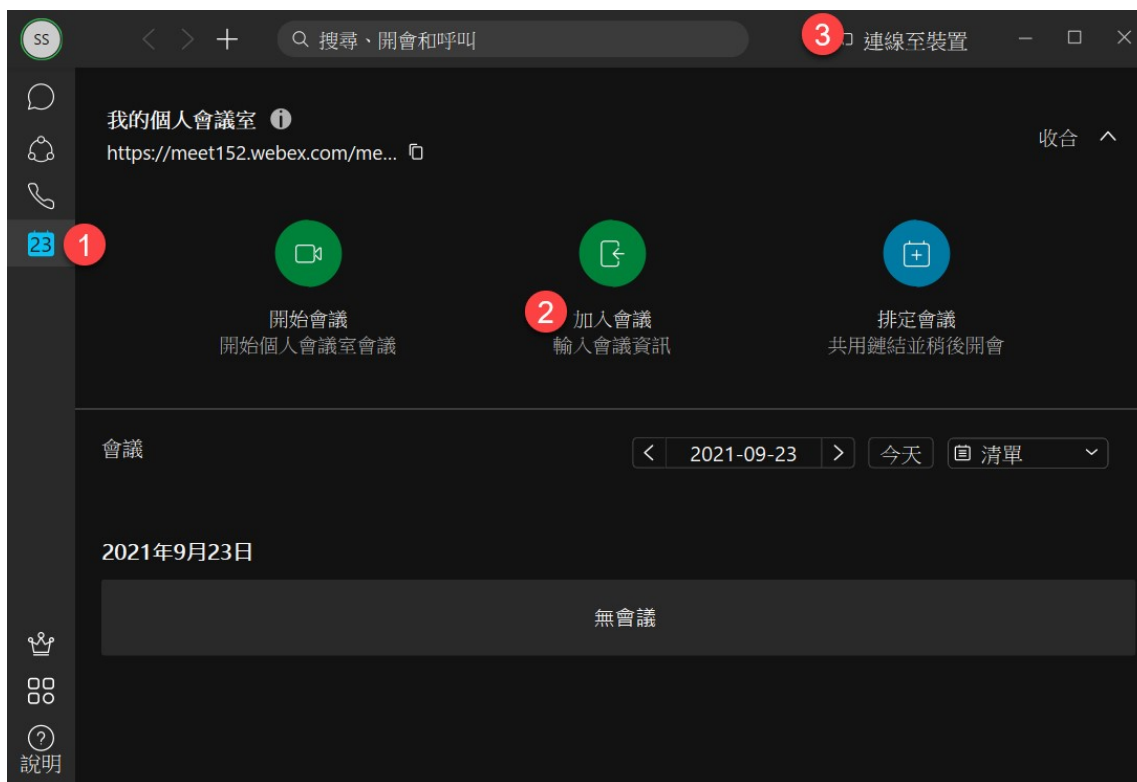 SS
搜尋、開會和呼叫
3
連線至裝置
我的個人會議室
https://meet152.webex.com/me...
收合
23
1
開始會議
開始個人會議室會議
2
加入會議
輸入會議資訊
排定會議
共用鏈結並稍後開會
會議
2021-09-23
今天
清單
2021年9月23日
無會議
說明